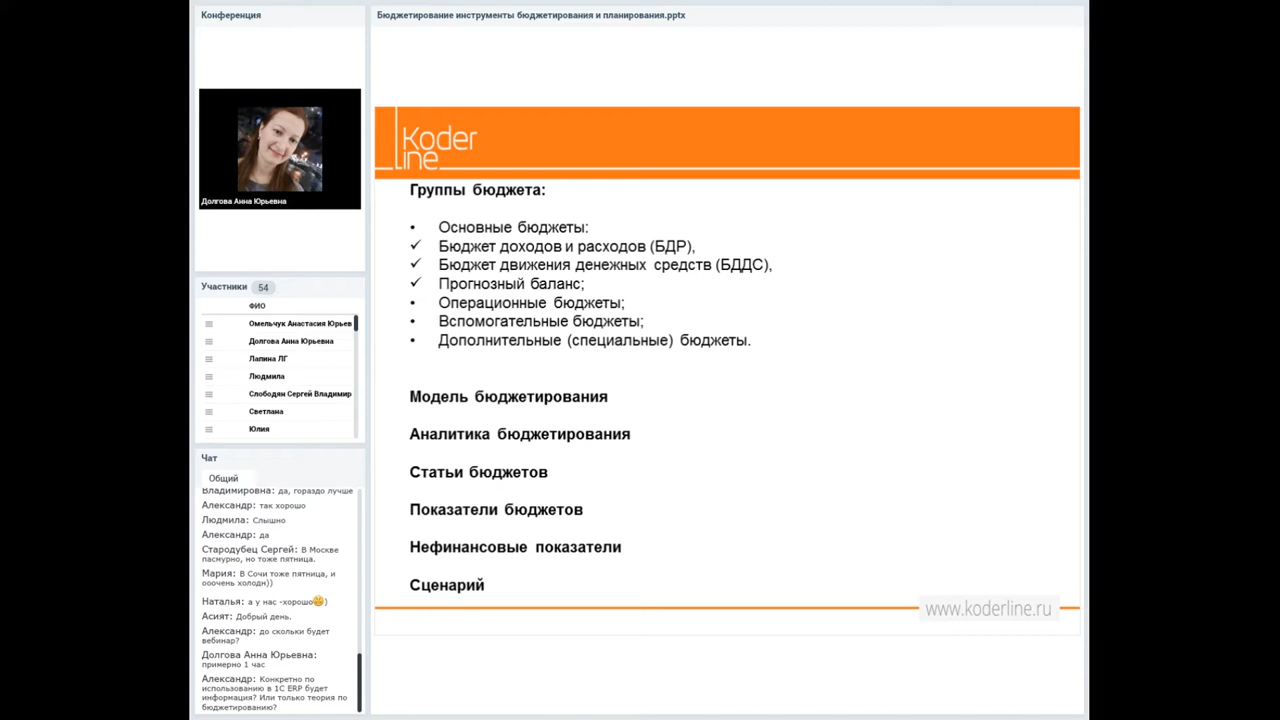 Конференция
Бюджетирование инструменты бюджетирования и планирования.pptx
Долгова Анна Юрьевна
Участники 54
ФИО
Омельчук Анастасия Юрьев
Долгова Анна Юрьевна
Лапина ЛГ
Людмила
Слободян Сергей Владимир
Светлана
Юлия
Чат
Общий
Владимировна: да, гораздо лучше
Александр: так хорошо
Людмила: Слышно
Александр: да
Стародубец Сергей: В Москве
пасмурно, но тоже пятница.
Мария: В Сочи тоже пятница, и
ооочень холодн))
Наталья: а у нас -хорошо)
Асият: Добрый день.
Александр: до скольки будет
вебинар?
Долгова Анна Юрьевна:
примерно 1 час
Александр: Конкретно по
использованию в 1С ERP будет
информация? Или только теория по
бюджетированию?
Koder
line
Группы бюджета:
• Основные бюджеты:
✓ Бюджет доходов и расходов (БДР),
✓ Бюджет движения денежных средств (БДДС),
✓ Прогнозный баланс;
• Операционные бюджеты;
• Вспомогательные бюджеты;
• Дополнительные (специальные) бюджеты.
Модель бюджетирования
Аналитика бюджетирования
Статьи бюджетов
Показатели бюджетов
Нефинансовые показатели
Сценарий
www.koderline.ru